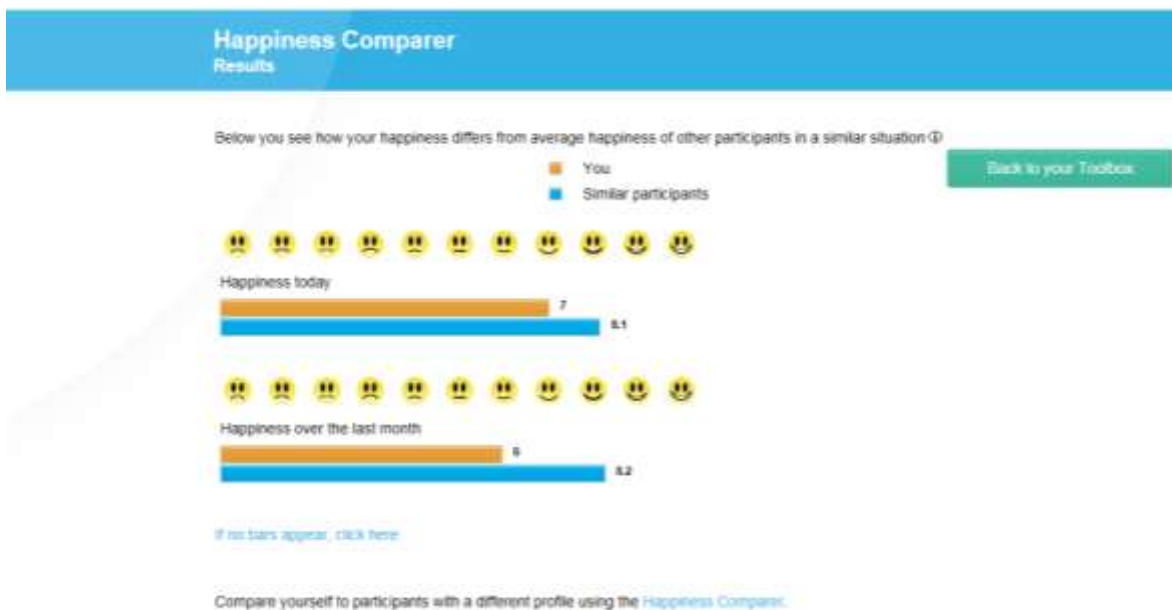 Happiness Comparer
Results
Below you see how your happiness differs from average happiness of other participants in a similar situation ⓘ
You
Similar participants
Back to your Toolbox
Happiness today
7
8.1
Happiness over the last month
6
8.2
If no bars appear, click here
Compare yourself to participants with a different profile using the Happiness Comparer.